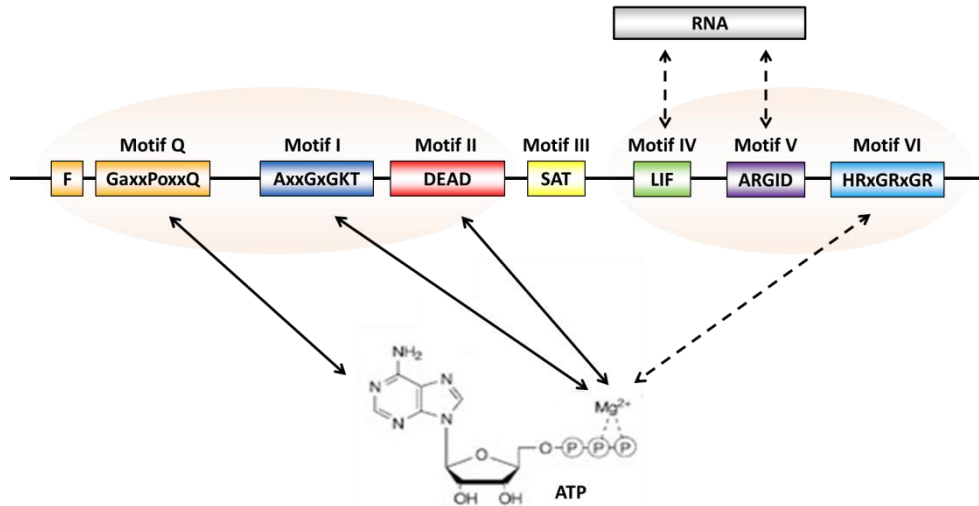 RNA
Motif Q Motif I Motif II Motif III Motif IV Motif V Motif VI
F GaxxPoxxQ AxxGxGKT DEAD SAT LIF ARGID HRxGRxGR
NH₂
N N
Mg²⁺
N N
O P P P
O
OH OH
ATP